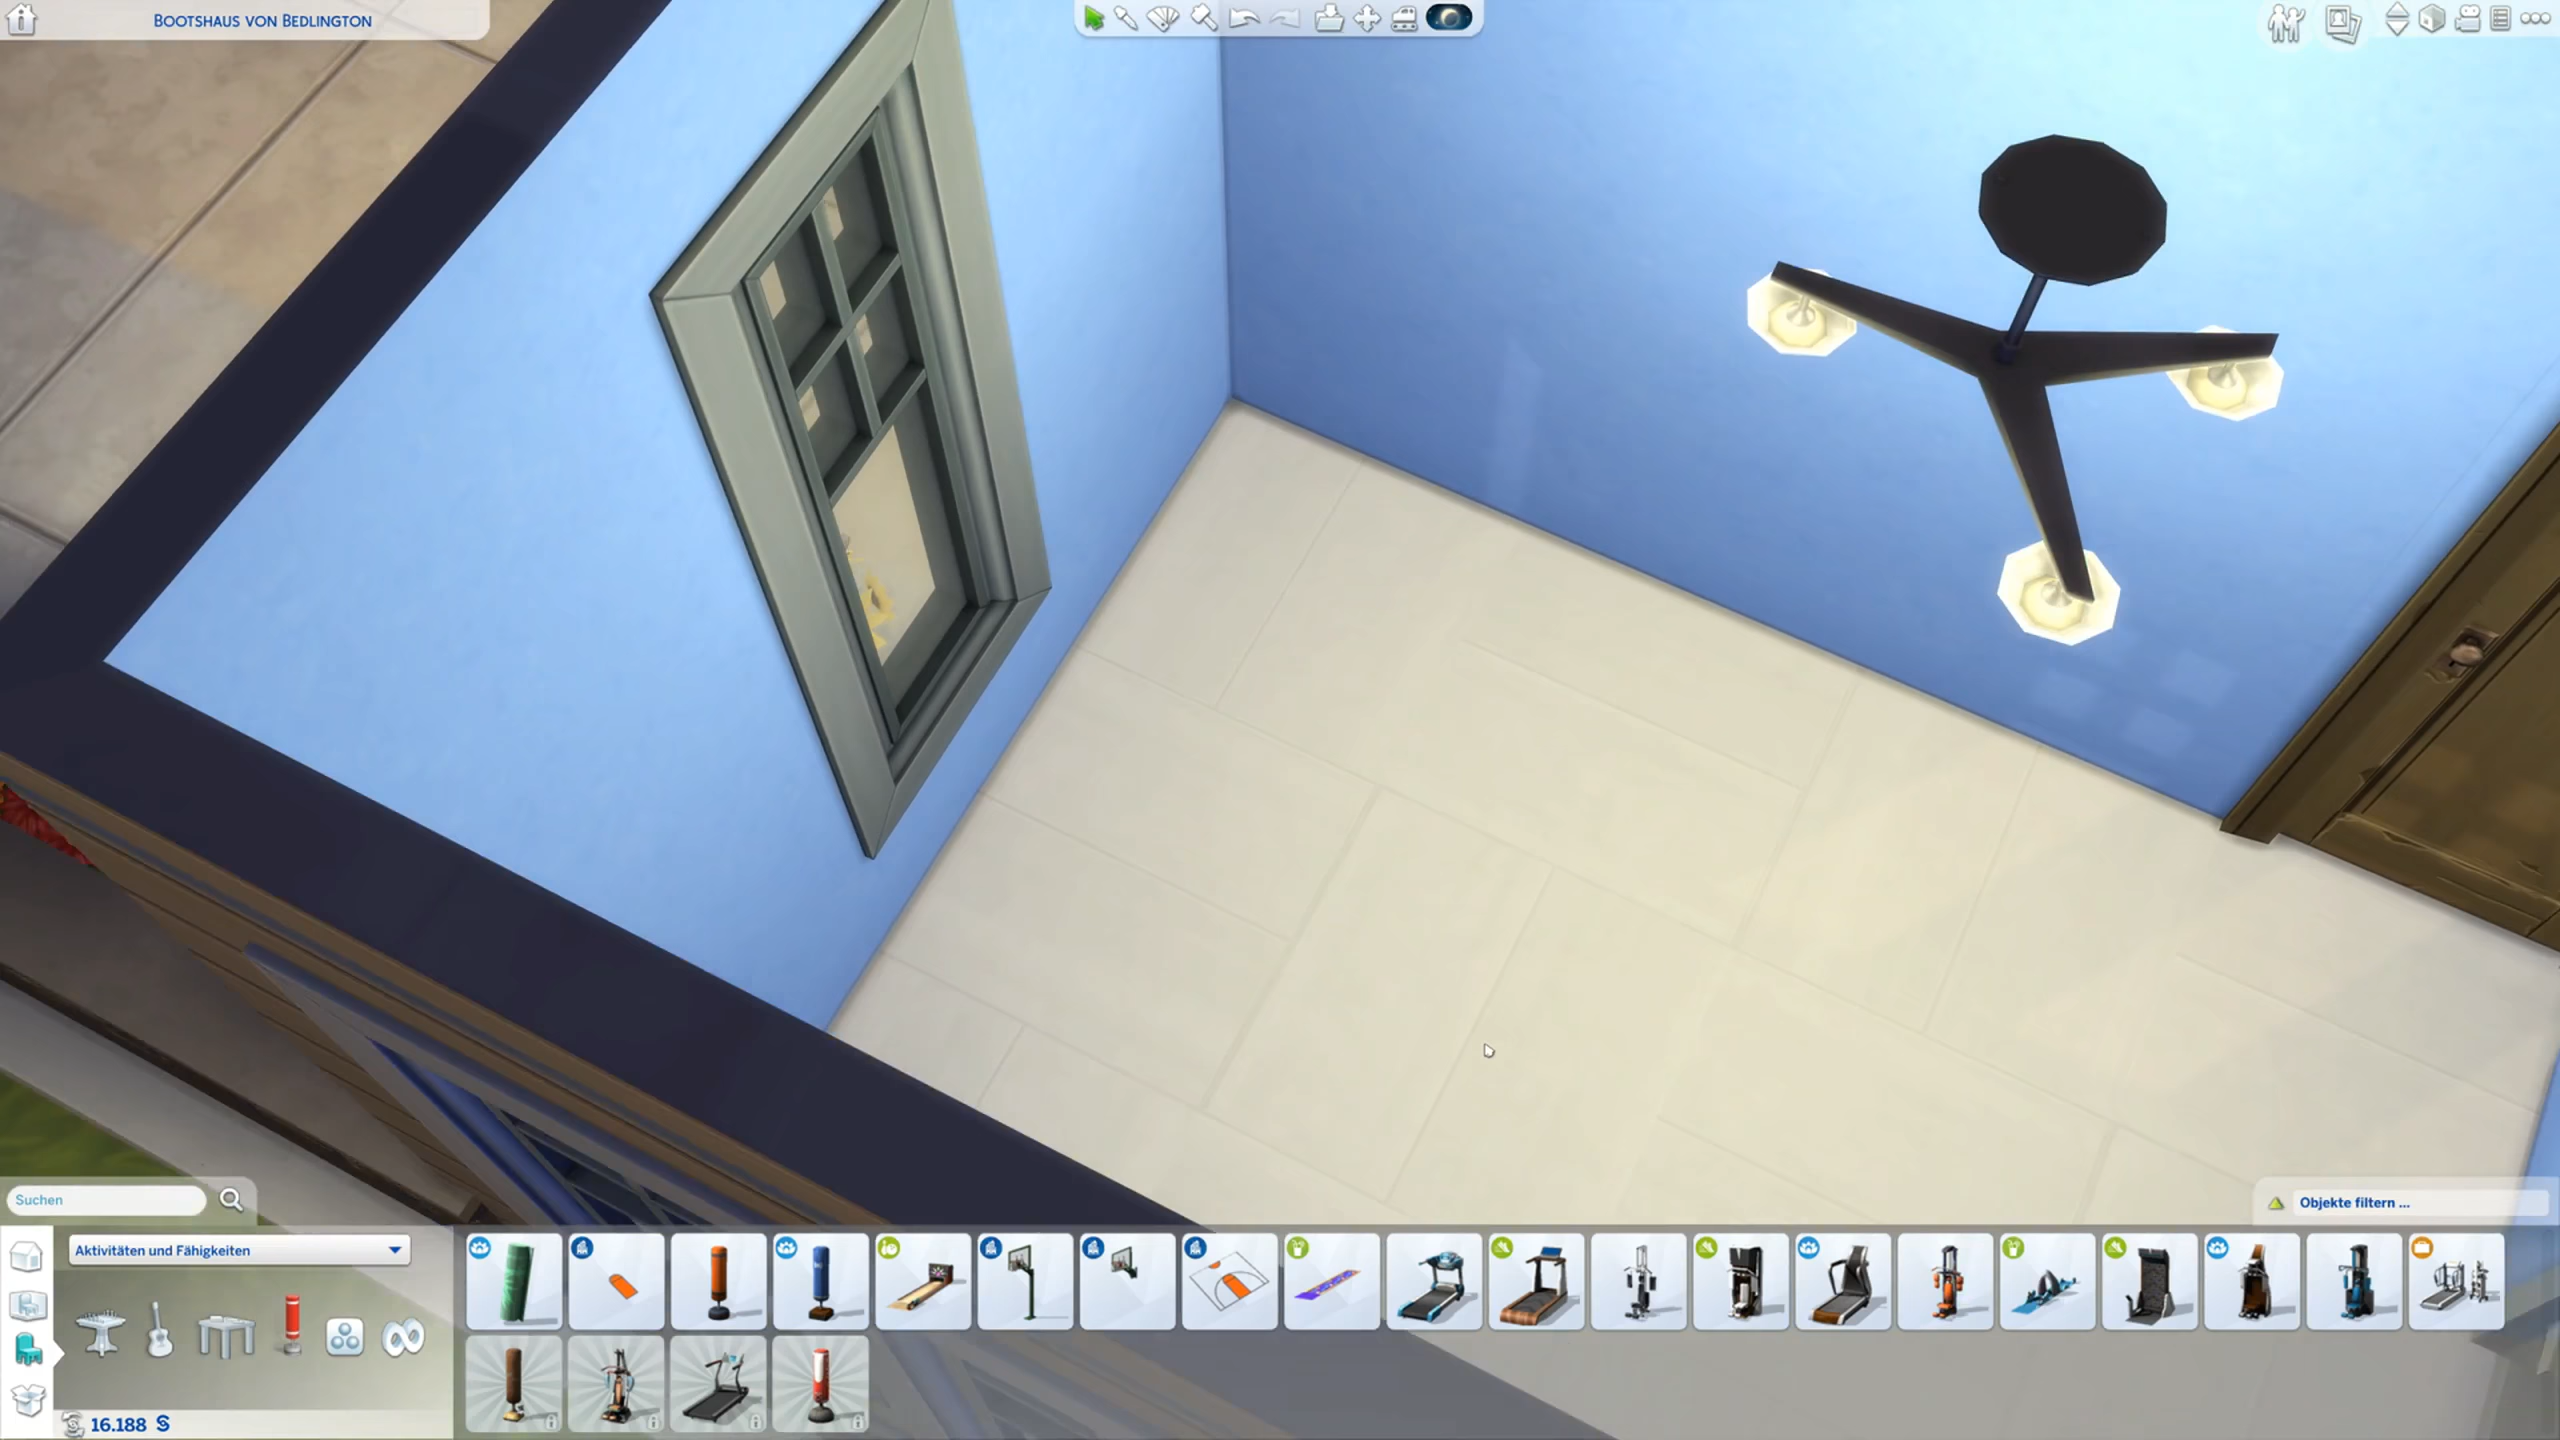 Bootshaus von Bedlington
Suchen
Objekte filtern ...
Aktivitäten und Fähigkeiten
16.188 S